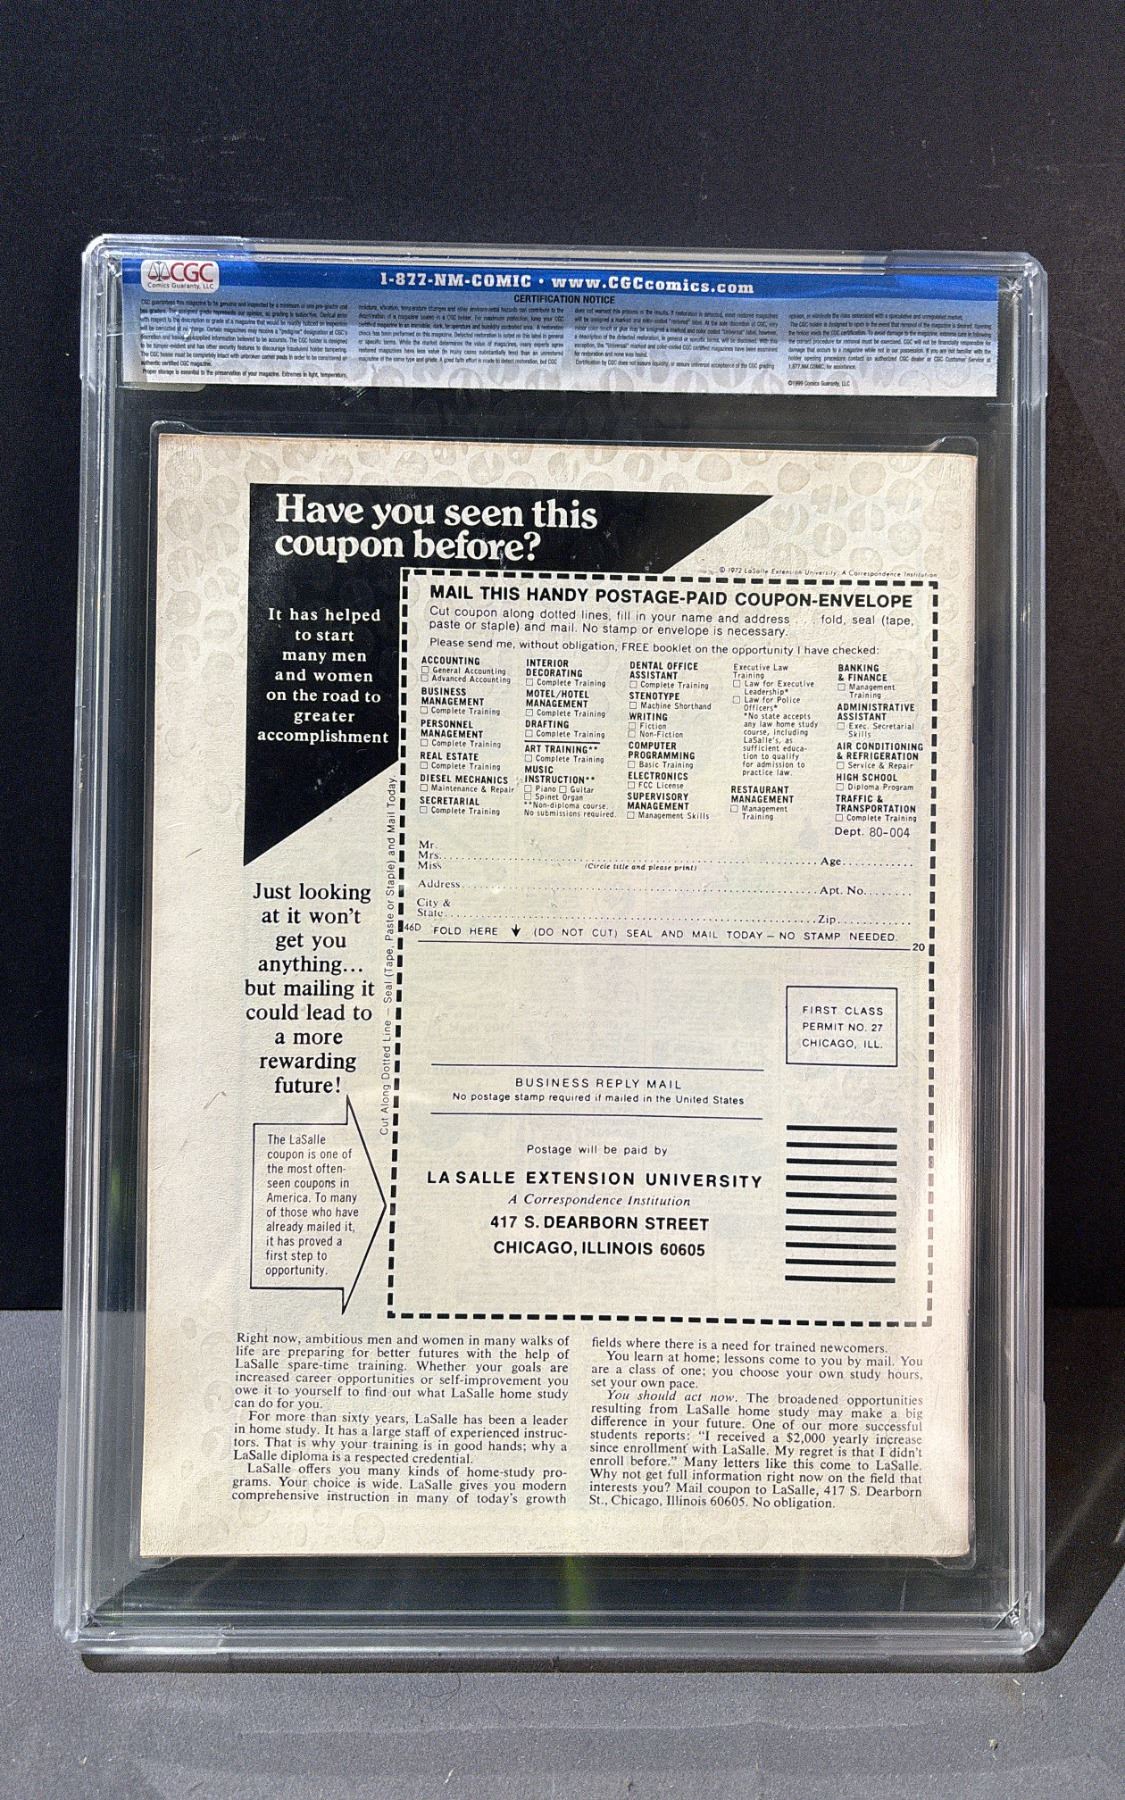 CGC
Comics Guaranty, LLC
1-877-NM-COMIC • www.CGCcomics.com
CERTIFICATION NOTICE
Proper storage is essential to the preservation of your magazine. Extremes in light, temperature,
©1999 Comics Guaranty, LLC
Have you seen this
coupon before?
It has helped
to start
many men
and women
on the road to
greater
accomplishment
Just looking
at it won't
get you
anything...
but mailing it
could lead to
a more
rewarding
future!
The LaSalle
coupon is one of
the most often-
seen coupons in
America. To many
of those who have
already mailed it,
it has proved a
first step to
opportunity.
Cut Along Dotted Line — Seal (Tape, Paste or Staple) and Mail Today.
© 1972 LaSalle Extension University: A Correspondence Institution
MAIL THIS HANDY POSTAGE-PAID COUPON-ENVELOPE
Cut coupon along dotted lines, fill in your name and address . . . fold, seal (tape,
paste or staple) and mail. No stamp or envelope is necessary.
Please send me, without obligation, FREE booklet on the opportunity I have checked:
ACCOUNTING
☐ General Accounting
☐ Advanced Accounting
BUSINESS
MANAGEMENT
☐ Complete Training
PERSONNEL
MANAGEMENT
☐ Complete Training
REAL ESTATE
☐ Complete Training
DIESEL MECHANICS
☐ Maintenance & Repair
SECRETARIAL
☐ Complete Training
INTERIOR
DECORATING
☐ Complete Training
MOTEL/HOTEL
MANAGEMENT
☐ Complete Training
DRAFTING
☐ Complete Training
ART TRAINING**
☐ Complete Training
MUSIC
INSTRUCTION**
☐ Piano ☐ Guitar
☐ Spinet Organ
**Non-diploma course.
No submissions required.
DENTAL OFFICE
ASSISTANT
☐ Complete Training
STENOTYPE
☐ Machine Shorthand
WRITING
☐ Fiction
☐ Non-Fiction
COMPUTER
PROGRAMMING
☐ Basic Training
ELECTRONICS
☐ FCC License
SUPERVISORY
MANAGEMENT
☐ Management Skills
Executive Law
Training
☐ Law for Executive
Leadership*
☐ Law for Police
Officers*
*No state accepts
any law home study
course, including
LaSalle's, as
sufficient educa-
tion to qualify
for admission to
practice law.
RESTAURANT
MANAGEMENT
☐ Management
Training
BANKING
& FINANCE
☐ Management
Training
ADMINISTRATIVE
ASSISTANT
☐ Exec. Secretarial
Skills
AIR CONDITIONING
& REFRIGERATION
☐ Service & Repair
HIGH SCHOOL
☐ Diploma Program
TRAFFIC &
TRANSPORTATION
☐ Complete Training
Dept. 80-004
Mr.
Mrs. Age
Miss (Circle title and please print)
Address Apt. No.
City &
State Zip
46D FOLD HERE ↓ (DO NOT CUT) SEAL AND MAIL TODAY — NO STAMP NEEDED.
20
FIRST CLASS
PERMIT NO. 27
CHICAGO, ILL.
BUSINESS REPLY MAIL
No postage stamp required if mailed in the United States
Postage will be paid by
LA SALLE EXTENSION UNIVERSITY
A Correspondence Institution
417 S. DEARBORN STREET
CHICAGO, ILLINOIS 60605
Right now, ambitious men and women in many walks of
life are preparing for better futures with the help of
LaSalle spare-time training. Whether your goals are
increased career opportunities or self-improvement you
owe it to yourself to find out what LaSalle home study
can do for you.
For more than sixty years, LaSalle has been a leader
in home study. It has a large staff of experienced instruc-
tors. That is why your training is in good hands; why a
LaSalle diploma is a respected credential.
LaSalle offers you many kinds of home-study pro-
grams. Your choice is wide. LaSalle gives you modern
comprehensive instruction in many of today's growth
fields where there is a need for trained newcomers.
You learn at home; lessons come to you by mail. You
are a class of one; you choose your own study hours,
set your own pace.
You should act now. The broadened opportunities
resulting from LaSalle home study may make a big
difference in your future. One of our more successful
students reports: "I received a $2,000 yearly increase
since enrollment with LaSalle. My regret is that I didn't
enroll before." Many letters like this come to LaSalle.
Why not get full information right now on the field that
interests you? Mail coupon to LaSalle, 417 S. Dearborn
St., Chicago, Illinois 60605. No obligation.